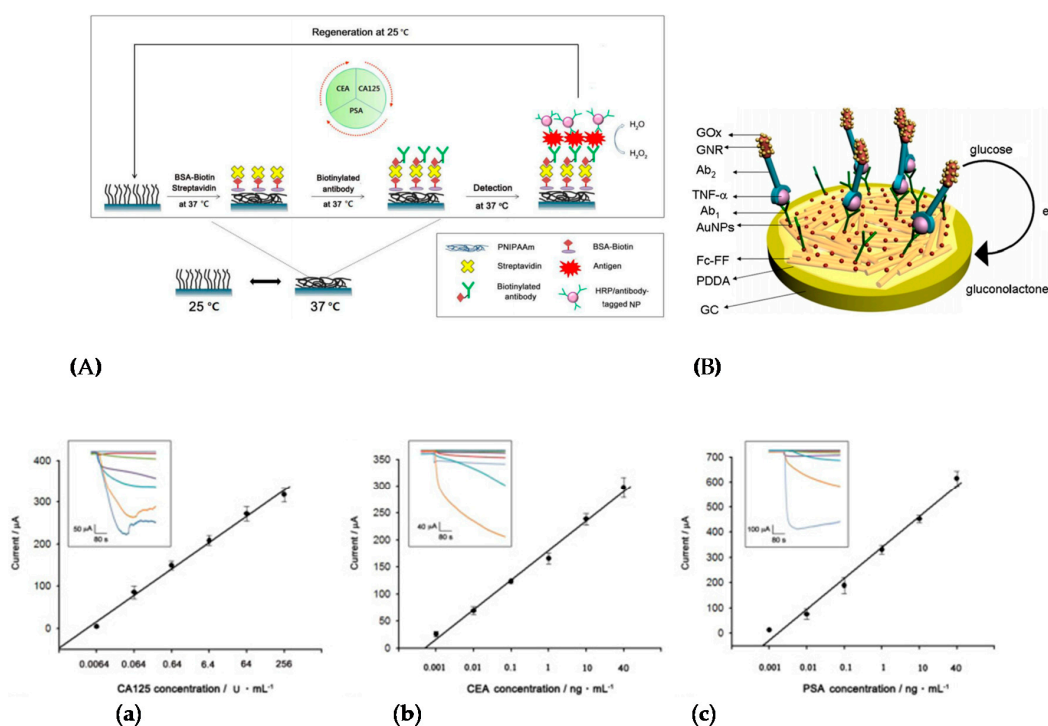 Regeneration at 25 °C
CEA
CA125
PSA
H₂O
H₂O₂
BSA-Biotin
Streptavidin
at 37 °C
Biotinylated
antibody
at 37 °C
Detection
at 37 °C
25 °C
37 °C
PNIPAAm
BSA-Biotin
Streptavidin
Antigen
Biotinylated
antibody
HRP/antibody-
tagged NP
(A)
GOx
GNR
Ab₂
TNF-α
Ab₁
AuNPs
Fc-FF
PDDA
GC
glucose
e
gluconolactone
(B)
Current / µA
400
300
200
100
0
50 µA
80 s
0.0064
0.064
0.64
6.4
64
256
CA125 concentration / U · mL⁻¹
(a)
Current / µA
350
300
250
200
150
100
50
0
40 µA
80 s
0.001
0.01
0.1
1
10
40
CEA concentration / ng · mL⁻¹
(b)
Current / µA
700
600
500
400
300
200
100
0
100 µA
80 s
0.001
0.01
0.1
1
10
40
PSA concentration / ng · mL⁻¹
(c)